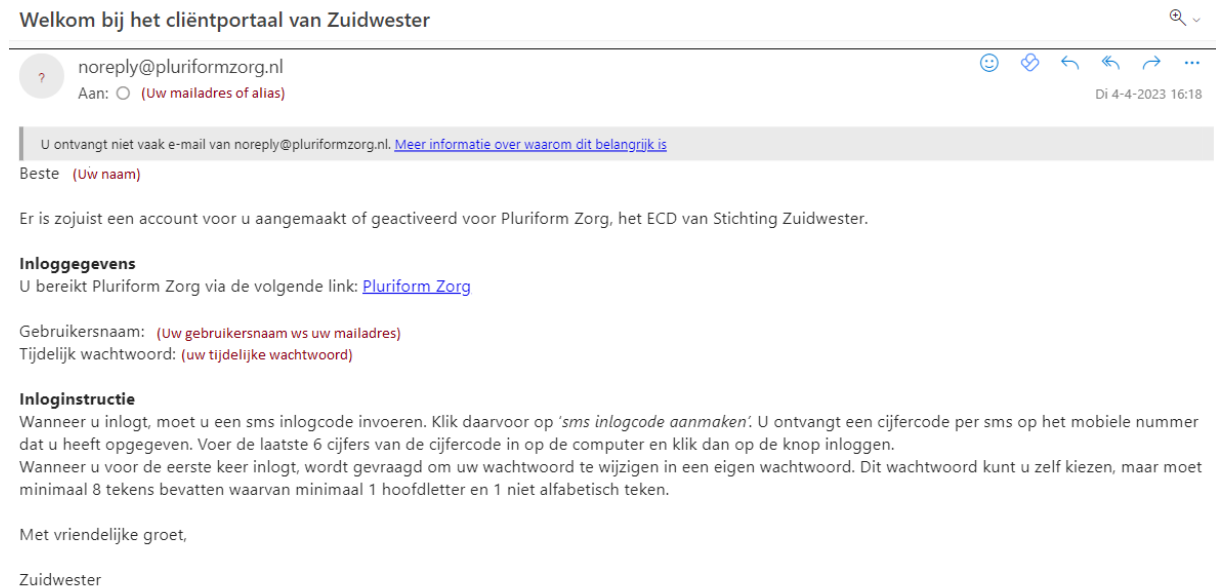 Welkom bij het cliëntportaal van Zuidwester
?
noreply@pluriformzorg.nl
Aan: (Uw mailadres of alias)
Di 4-4-2023 16:18
U ontvangt niet vaak e-mail van noreply@pluriformzorg.nl. Meer informatie over waarom dit belangrijk is
Beste (Uw naam)
Er is zojuist een account voor u aangemaakt of geactiveerd voor Pluriform Zorg, het ECD van Stichting Zuidwester.
Inloggegevens
U bereikt Pluriform Zorg via de volgende link: Pluriform Zorg
Gebruikersnaam: (Uw gebruikersnaam ws uw mailadres)
Tijdelijk wachtwoord: (uw tijdelijke wachtwoord)
Inloginstructie
Wanneer u inlogt, moet u een sms inlogcode invoeren. Klik daarvoor op 'sms inlogcode aanmaken'. U ontvangt een cijfercode per sms op het mobiele nummer
dat u heeft opgegeven. Voer de laatste 6 cijfers van de cijfercode in op de computer en klik dan op de knop inloggen.
Wanneer u voor de eerste keer inlogt, wordt gevraagd om uw wachtwoord te wijzigen in een eigen wachtwoord. Dit wachtwoord kunt u zelf kiezen, maar moet
minimaal 8 tekens bevatten waarvan minimaal 1 hoofdletter en 1 niet alfabetisch teken.
Met vriendelijke groet,
Zuidwester